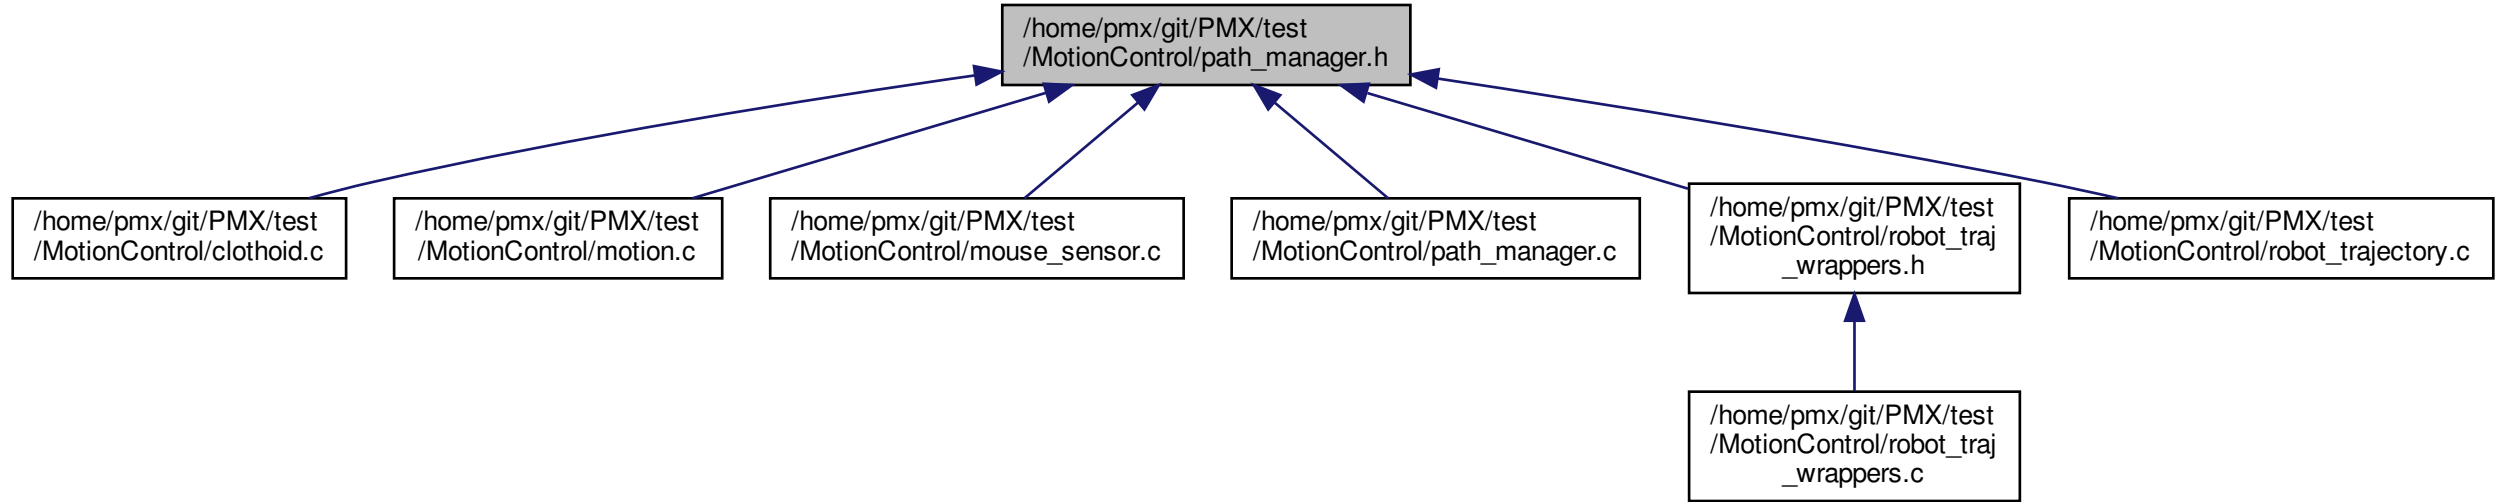 /home/pmx/git/PMX/test
/MotionControl/path_manager.h
/home/pmx/git/PMX/test
/MotionControl/clothoid.c
/home/pmx/git/PMX/test
/MotionControl/motion.c
/home/pmx/git/PMX/test
/MotionControl/mouse_sensor.c
/home/pmx/git/PMX/test
/MotionControl/path_manager.c
/home/pmx/git/PMX/test
/MotionControl/robot_traj
_wrappers.h
/home/pmx/git/PMX/test
/MotionControl/robot_trajectory.c
/home/pmx/git/PMX/test
/MotionControl/robot_traj
_wrappers.c